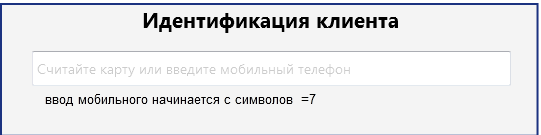 Идентификация клиента
Считайте карту или введите мобильный телефон
ввод мобильного начинается с символов =7